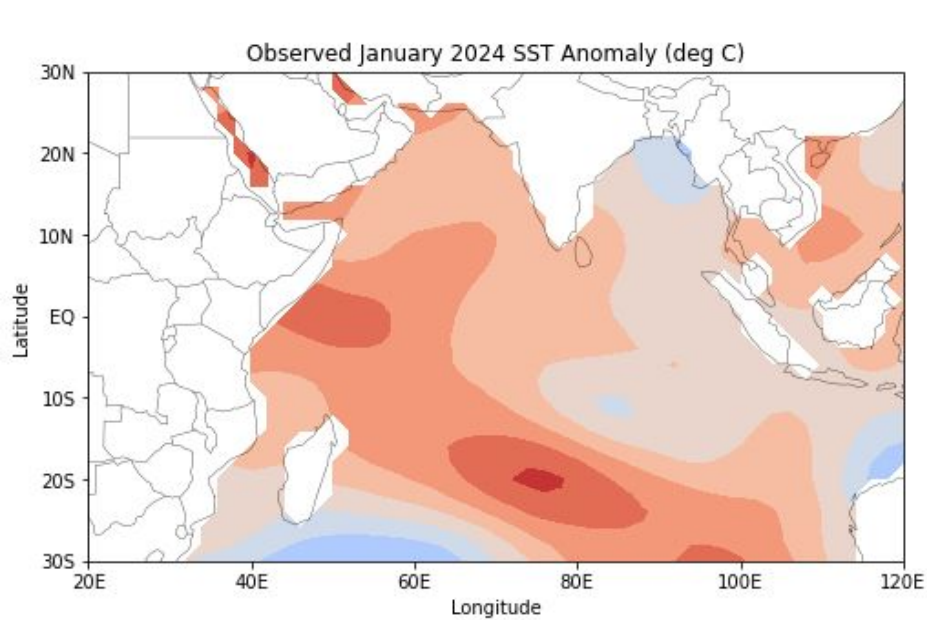 Observed January 2024 SST Anomaly (deg C)
30N
20N
10N
EQ
10S
20S
30S
Latitude
20E 40E 60E 80E 100E 120E
Longitude